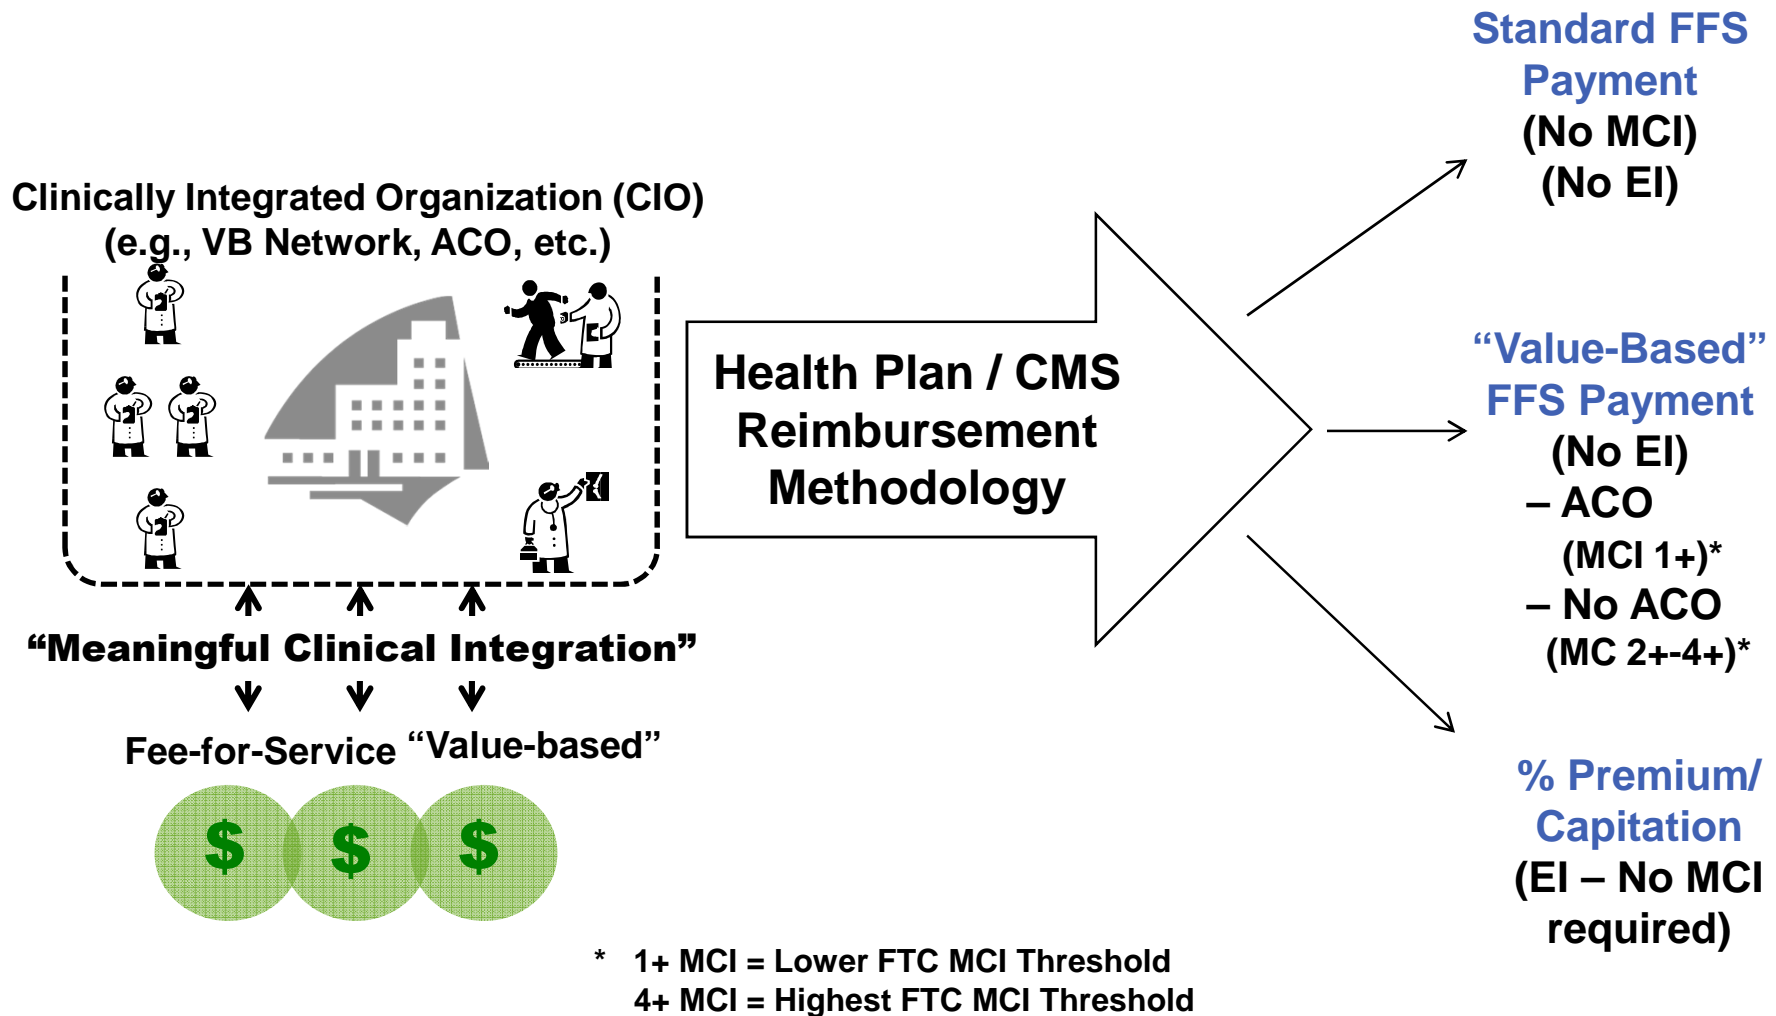 Clinically Integrated Organization (CIO)
(e.g., VB Network, ACO, etc.)
“Meaningful Clinical Integration”
Fee-for-Service “Value-based”
$ $ $
Health Plan / CMS
Reimbursement
Methodology
Standard FFS
Payment
(No MCI)
(No EI)
“Value-Based”
FFS Payment
(No EI)
– ACO
(MCI 1+)*
– No ACO
(MC 2+-4+)*
% Premium/
Capitation
(EI – No MCI
required)
* 1+ MCI = Lower FTC MCI Threshold
4+ MCI = Highest FTC MCI Threshold